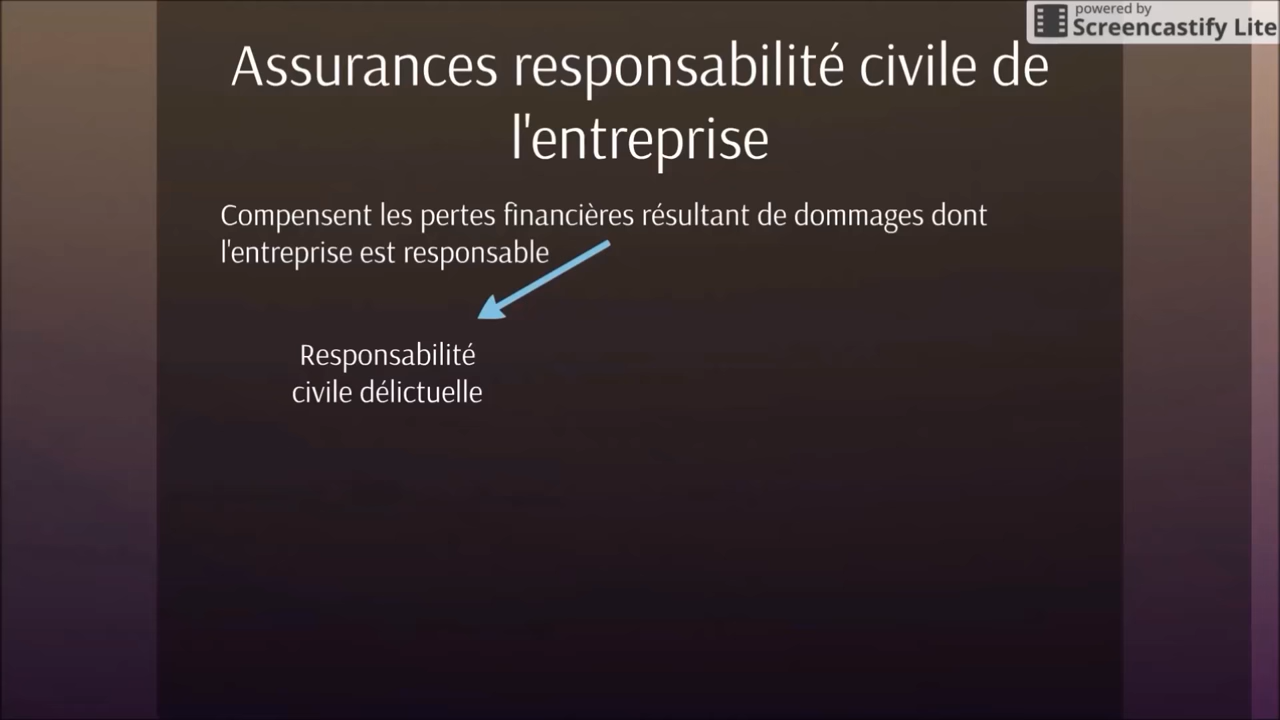 powered by
Screencastify Lite
Assurances responsabilité civile de
l'entreprise
Compensent les pertes financières résultant de dommages dont
l'entreprise est responsable
Responsabilité
civile délictuelle